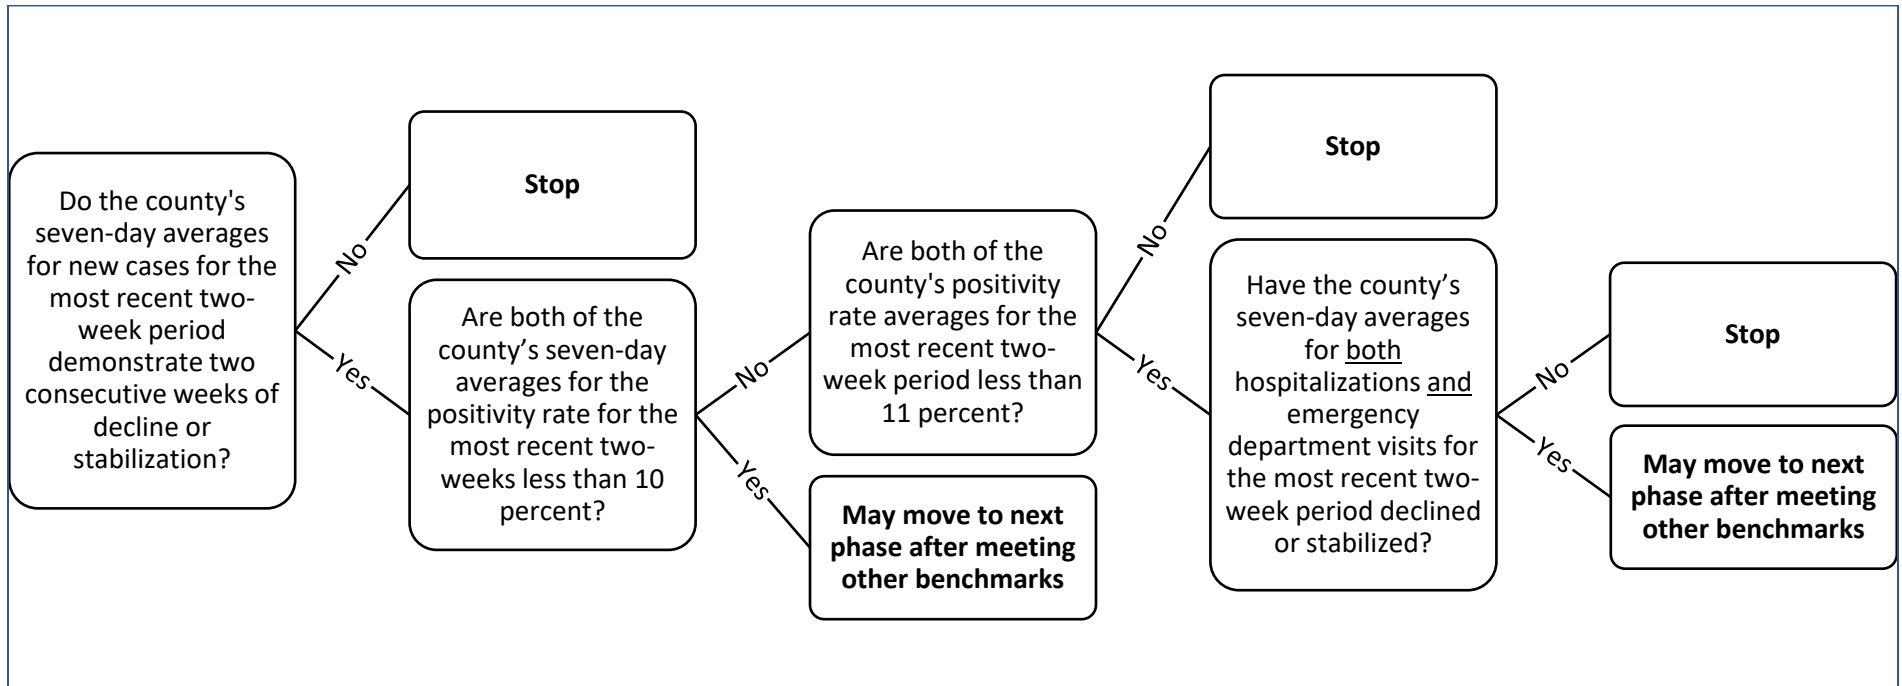 Do the county's
seven-day averages
for new cases for the
most recent two-
week period
demonstrate two
consecutive weeks of
decline or
stabilization?
No
Yes
Stop
Are both of the
county’s seven-day
averages for the
positivity rate for the
most recent two-
weeks less than 10
percent?
No
Yes
Are both of the
county's positivity
rate averages for the
most recent two-
week period less than
11 percent?
May move to next
phase after meeting
other benchmarks
No
Yes
Stop
Have the county’s
seven-day averages
for both
hospitalizations and
emergency
department visits for
the most recent two-
week period declined
or stabilized?
No
Yes
Stop
May move to next
phase after meeting
other benchmarks